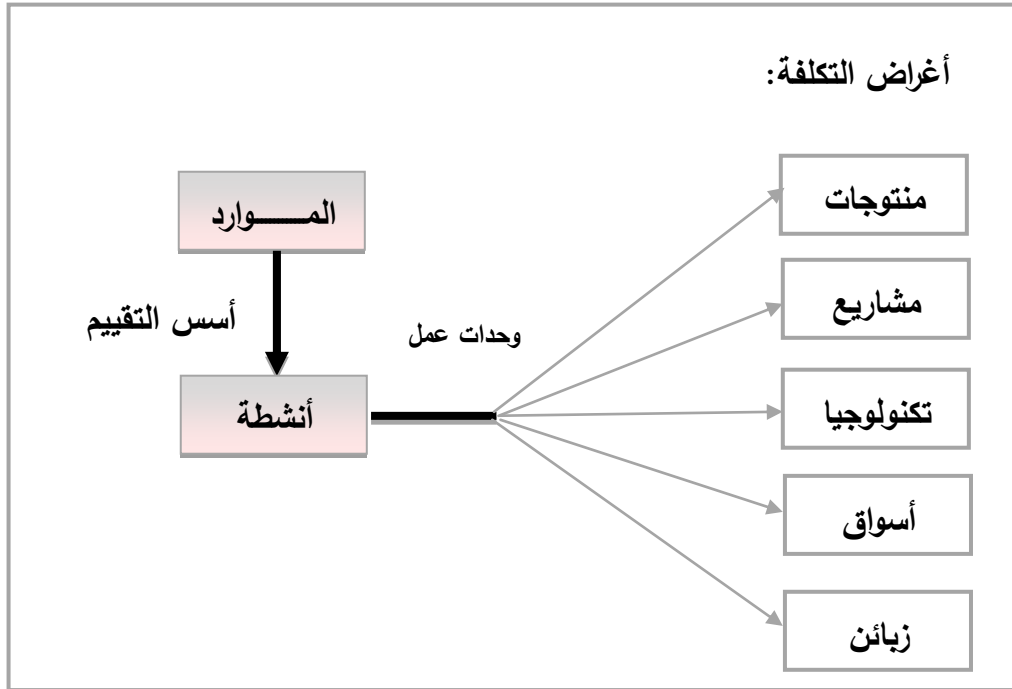 أغراض التكلفة:
منتوجات
المـــــوارد
مشاريع
أسس التقييم
وحدات عمل
تكنولوجيا
أنشطة
أسواق
زبائن